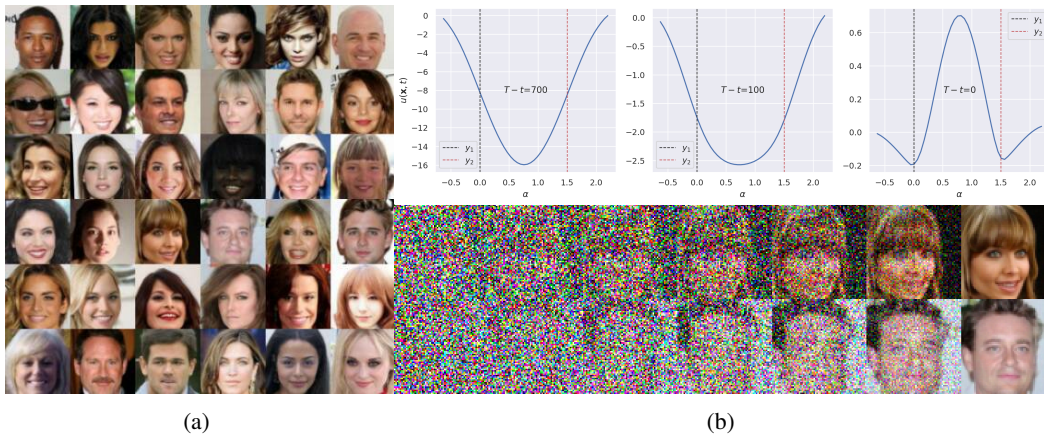 0
−2
−4
−6
−8
−10
−12
−14
−16
u(x, t)
T − t=700
y₁
y₂
−0.5 0.0 0.5 1.0 1.5 2.0
α
0.0
−0.5
−1.0
−1.5
−2.0
−2.5
T − t=100
y₁
y₂
−0.5 0.0 0.5 1.0 1.5 2.0
α
0.6
0.4
0.2
0.0
−0.2
y₁
y₂
T − t=0
−0.5 0.0 0.5 1.0 1.5 2.0
α
(a)
(b)